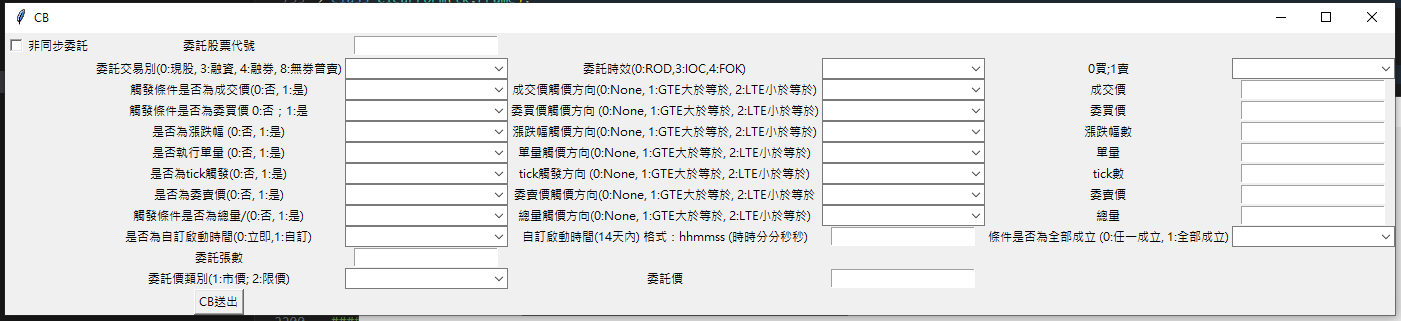 CB
非同步委託 委託股票代號
委託交易別(0:現股, 3:融資, 4:融券, 8:無券普賣) 委託時效(0:ROD,3:IOC,4:FOK) 0買;1賣
觸發條件是否為成交價(0:否, 1:是) 成交價觸價方向(0:None, 1:GTE大於等於, 2:LTE小於等於) 成交價
觸發條件是否為委買價 0:否；1:是 委買價觸價方向 (0:None, 1:GTE大於等於, 2:LTE小於等於) 委買價
是否為漲跌幅 (0:否, 1:是) 漲跌幅觸價方向(0:None, 1:GTE大於等於, 2:LTE小於等於) 漲跌幅數
是否執行單量 (0:否, 1:是) 單量觸價方向(0:None, 1:GTE大於等於, 2:LTE小於等於) 單量
是否為tick觸發(0:否, 1:是) tick觸發方向 (0:None, 1:GTE大於等於, 2:LTE小於等於) tick數
是否為委賣價(0:否, 1:是) 委賣價觸價方向(0:None, 1:GTE大於等於, 2:LTE小於等於 委賣價
觸發條件是否為總量/(0:否, 1:是) 總量觸價方向(0:None, 1:GTE大於等於, 2:LTE小於等於) 總量
是否為自訂啟動時間(0:立即,1:自訂) 自訂啟動時間(14天內) 格式：hhmmss (時時分分秒秒) 條件是否為全部成立 (0:任一成立, 1:全部成立)
委託張數
委託價類別(1:市價; 2:限價) 委託價
CB送出